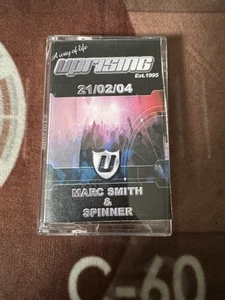 A way of life
UPRISING
Est.1995
21/02/04
U
MARC SMITH
&
SPINNER
C-60